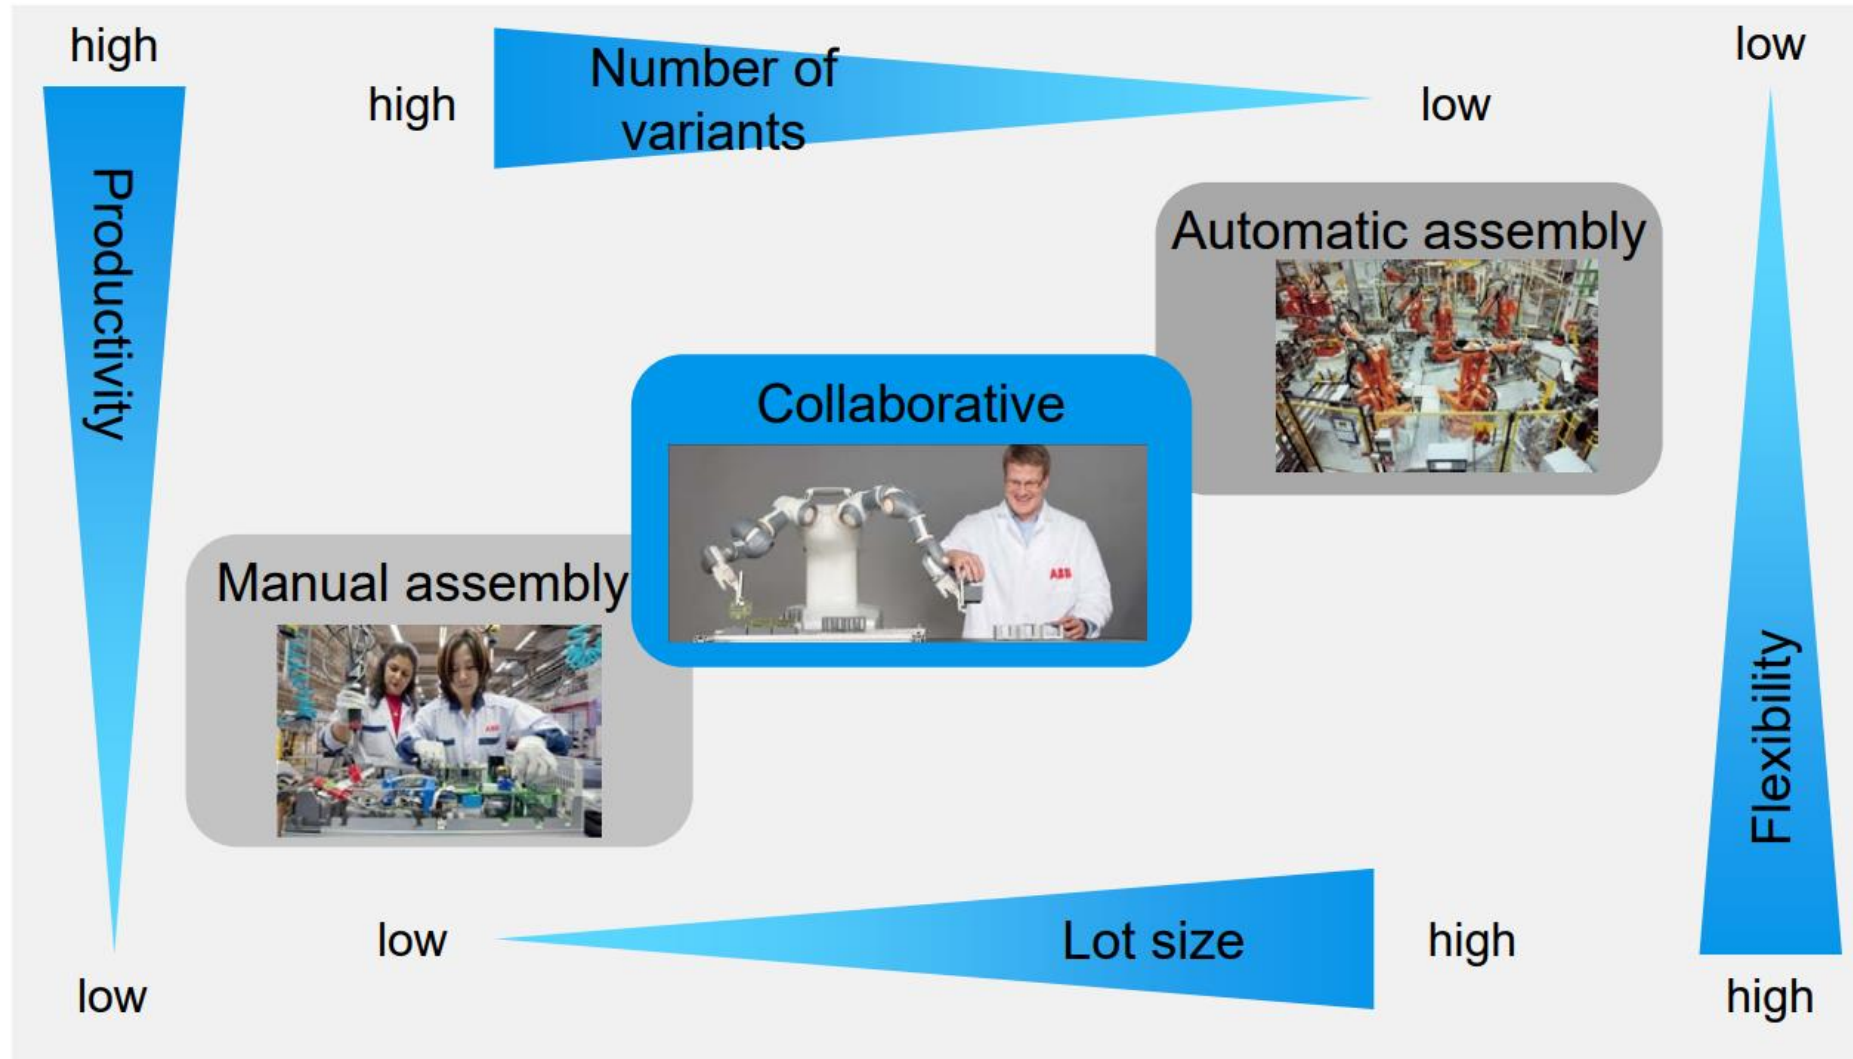 high
low
high
Number of
variants
low
Productivity
Automatic assembly
Collaborative
ABB
Manual assembly
ABB
Flexibility
low
Lot size
high
low
high